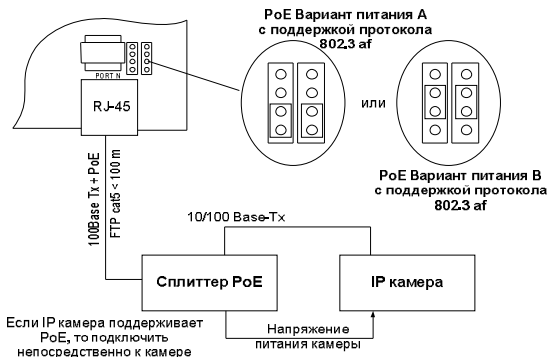 PoE Вариант питания А
с поддержкой протокола
802.3 af
PORT N
RJ-45
или
PoE Вариант питания В
с поддержкой протокола
802.3 af
100Base Tx + PoE
FTP cat5 < 100 m
10/100 Base-Tx
Сплиттер PoE
IP камера
Если IP камера поддерживает
PoE, то подключить
непосредственно к камере
Напряжение
питания камеры